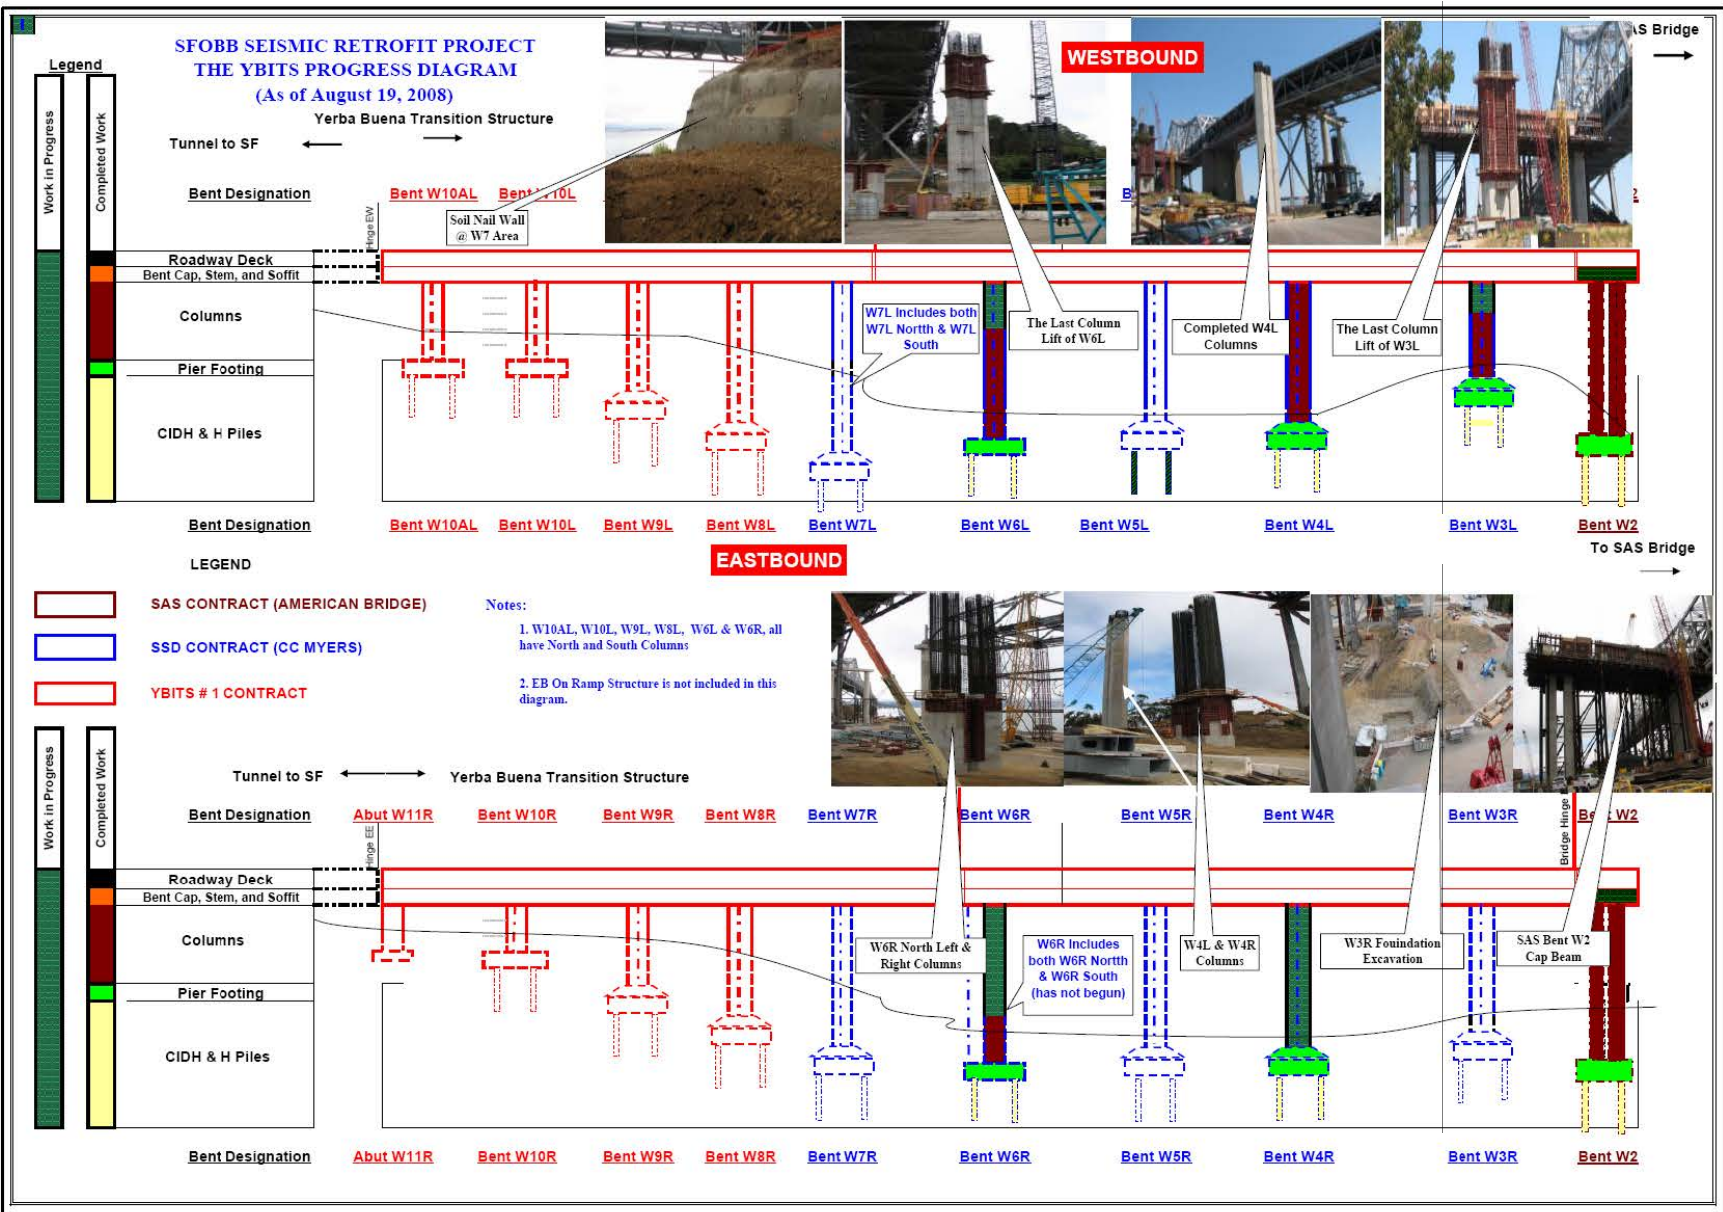 SFOBB SEISMIC RETROFIT PROJECT
THE YBITS PROGRESS DIAGRAM
(As of August 19, 2008)
Legend
Work in Progress
Completed Work
Yerba Buena Transition Structure
Tunnel to SF
WESTBOUND
AS Bridge
Bent Designation
Bent W10AL
Bent W10L
B
2
Hinge EW
Soil Nail Wall
@ W7 Area
Roadway Deck
Bent Cap, Stem, and Soffit
Columns
Pier Footing
CIDH & H Piles
W7L Includes both
W7L Nortth & W7L
South
The Last Column
Lift of W6L
Completed W4L
Columns
The Last Column
Lift of W3L
Bent Designation
Bent W10AL
Bent W10L
Bent W9L
Bent W8L
Bent W7L
Bent W6L
Bent W5L
Bent W4L
Bent W3L
Bent W2
To SAS Bridge
EASTBOUND
LEGEND
SAS CONTRACT (AMERICAN BRIDGE)
SSD CONTRACT (CC MYERS)
YBITS # 1 CONTRACT
Notes:
1. W10AL, W10L, W9L, W8L, W6L & W6R, all
have North and South Columns
2. EB On Ramp Structure is not included in this
diagram.
Work in Progress
Completed Work
Tunnel to SF
Yerba Buena Transition Structure
Bent Designation
Abut W11R
Bent W10R
Bent W9R
Bent W8R
Bent W7R
Bent W6R
Bent W5R
Bent W4R
Bent W3R
Bent W2
Hinge EE
Bridge Hinge
Roadway Deck
Bent Cap, Stem, and Soffit
Columns
Pier Footing
CIDH & H Piles
W6R North Left &
Right Columns
W6R Includes
both W6R Nortth
& W6R South
(has not begun)
W4L & W4R
Columns
W3R Fouindation
Excavation
SAS Bent W2
Cap Beam
Bent Designation
Abut W11R
Bent W10R
Bent W9R
Bent W8R
Bent W7R
Bent W6R
Bent W5R
Bent W4R
Bent W3R
Bent W2